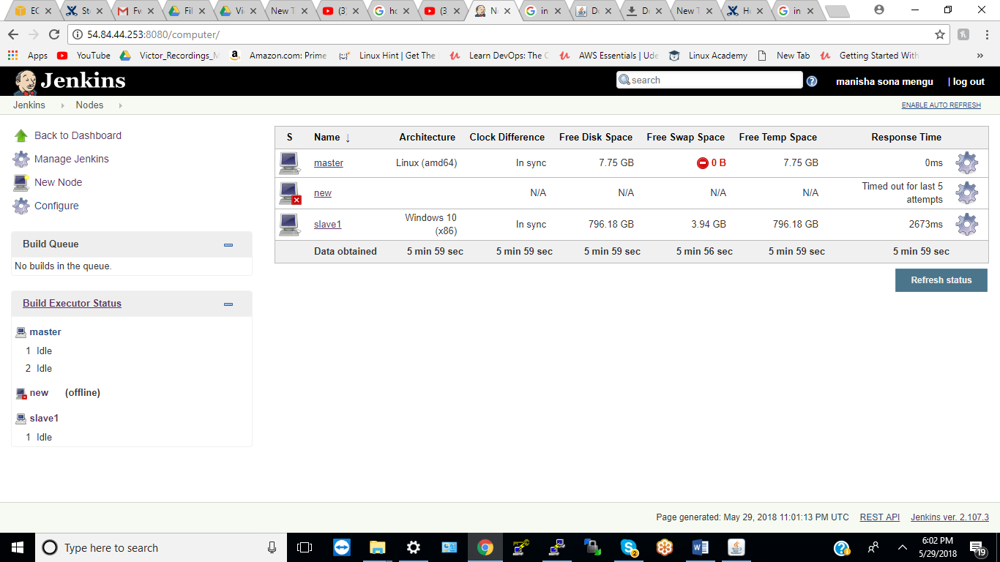 EC
St
Fw
Fil
Vic
New T
(3
ho
(3
N
in
Do
Do
New T
Ho
in
54.84.44.253:8080/computer/
Apps YouTube Victor_Recordings_M Amazon.com: Prime Linux Hint | Get The Learn DevOps: The C AWS Essentials | Ude Linux Academy New Tab Getting Started With »
Jenkins
search
manisha sona mengu | log out
Jenkins Nodes
ENABLE AUTO REFRESH
Back to Dashboard
Manage Jenkins
New Node
Configure
Build Queue
No builds in the queue.
Build Executor Status
master
1 Idle
2 Idle
new (offline)
slave1
1 Idle
S Name ↓ Architecture Clock Difference Free Disk Space Free Swap Space Free Temp Space Response Time
master Linux (amd64) In sync 7.75 GB 0 B 7.75 GB 0ms
new N/A N/A N/A N/A Timed out for last 5
attempts
slave1 Windows 10
(x86) In sync 796.18 GB 3.94 GB 796.18 GB 2673ms
Data obtained 5 min 59 sec 5 min 59 sec 5 min 59 sec 5 min 56 sec 5 min 59 sec 5 min 59 sec
Refresh status
Page generated: May 29, 2018 11:01:13 PM UTC REST API Jenkins ver. 2.107.3
Type here to search
2
6:02 PM
5/29/2018
19